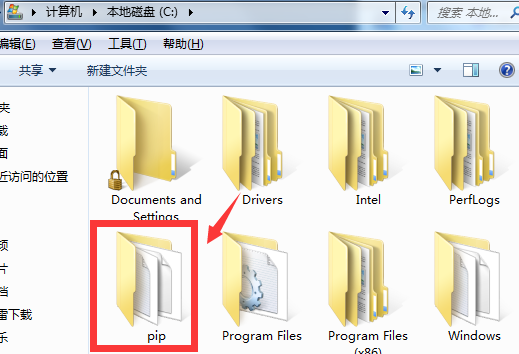 计算机 ▸ 本地磁盘 (C:) ▸
搜索 本地...
编辑(E) 查看(V) 工具(T) 帮助(H)
共享 新建文件夹
夹
载
面
近访问的位置
频
片
档
雷下载
乐
Documents and Settings
Drivers
Intel
PerfLogs
pip
Program Files
Program Files (x86)
Windows